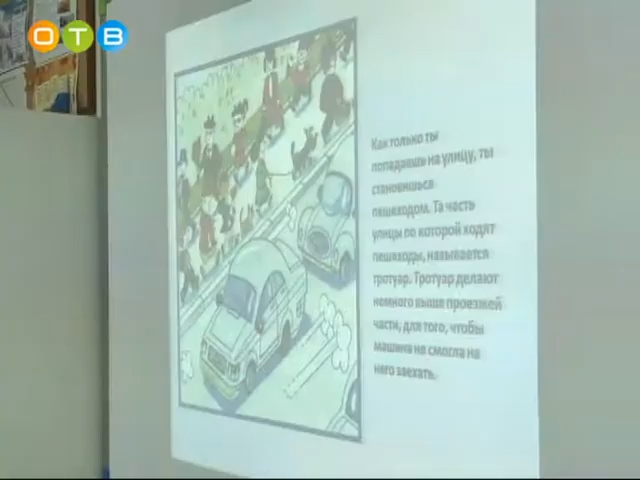 ОТВ
Как только ты
попадаешь на улицу, ты
становишься
пешеходом. Та часть
улицы по которой ходят
пешеходы, называется
тротуар. Тротуар делают
немного выше проезжей
части, для того, чтобы
машина не смогла на
него заехать.